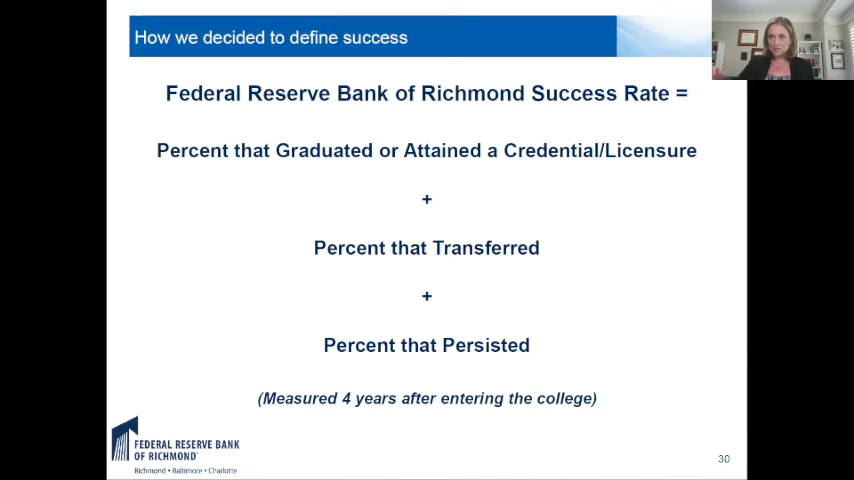 How we decided to define success
Federal Reserve Bank of Richmond Success Rate =
Percent that Graduated or Attained a Credential/Licensure
+
Percent that Transferred
+
Percent that Persisted
(Measured 4 years after entering the college)
FEDERAL RESERVE BANK
OF RICHMOND
Richmond • Baltimore • Charlotte
30